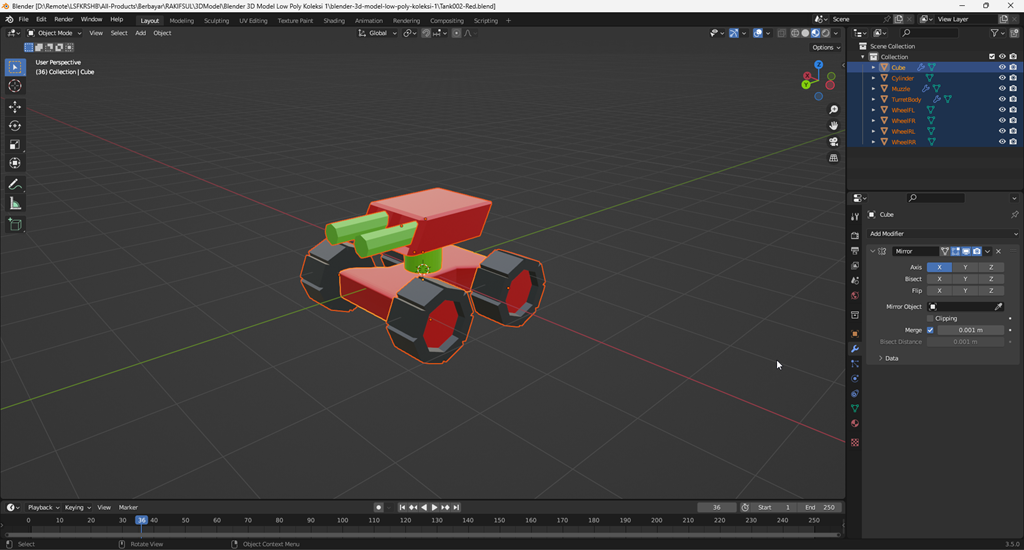 Blender [D:\Remote\LSFKRSHB\All-Products\Berbayar\RAKIFSUL\3DModel\Blender 3D Model Low Poly Koleksi 1\blender-3d-model-low-poly-koleksi-1\Tank002-Red.blend]
File Edit Render Window Help Layout Modeling Sculpting UV Editing Texture Paint Shading Animation Rendering Compositing Scripting + Scene View Layer
Object Mode View Select Add Object Global
Options
User Perspective
(36) Collection | Cube
Z
X
Y
Scene Collection
Collection
Cube
Cylinder
Muzzle
TurretBody
WheelFL
WheelFR
WheelRL
WheelRR
Cube
Add Modifier
Mirror
Axis X Y Z
Bisect X Y Z
Flip X Y Z
Mirror Object
Clipping
Merge 0.001 m
Bisect Distance 0.001 m
Data
Playback Keying View Marker 36 Start 1 End 250
0 10 20 30 36 40 50 60 70 80 90 100 110 120 130 140 150 160 170 180 190 200 210 220 230 240 250
Select Rotate View Object Context Menu 3.5.0